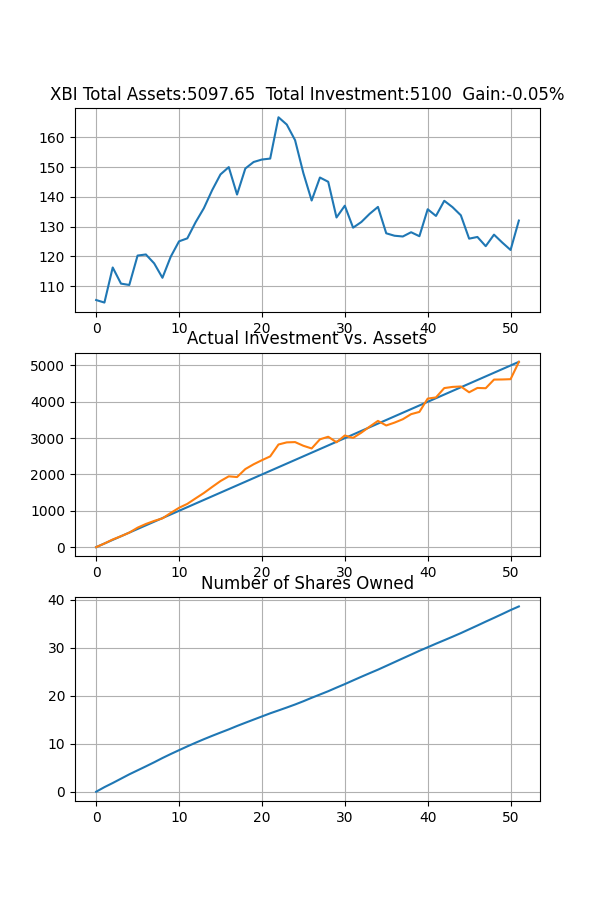 XBI Total Assets:5097.65  Total Investment:5100  Gain:-0.05%
160
150
140
130
120
110
0 10 20 30 40 50
Actual Investment vs. Assets
5000
4000
3000
2000
1000
0
0 10 20 30 40 50
Number of Shares Owned
40
30
20
10
0
0 10 20 30 40 50